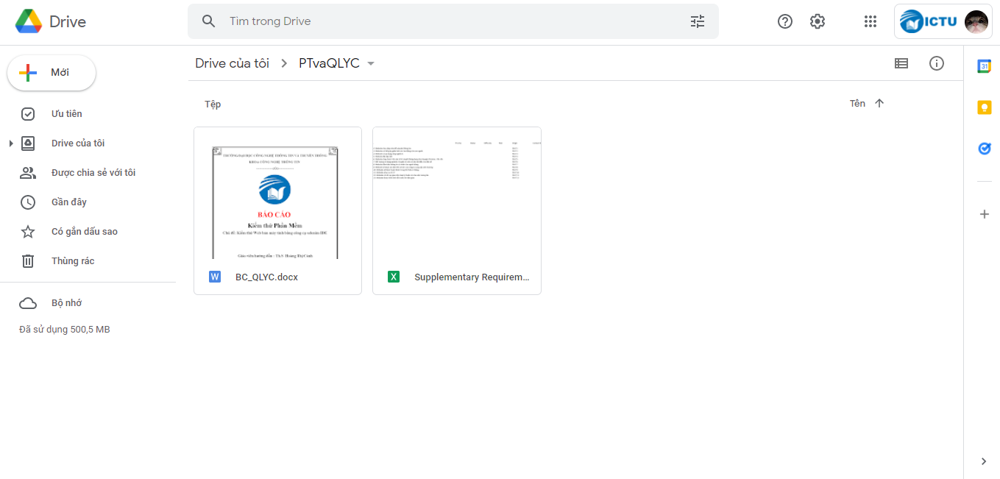 Drive
Tìm trong Drive
ICTU
Mới
Drive của tôi
PTvaQLYC
31
Ưu tiên
Tệp
Tên
Drive của tôi
Được chia sẻ với tôi
Gần đây
Có gắn dấu sao
Thùng rác
Bộ nhớ
Đã sử dụng 500,5 MB
TRƯỜNG ĐẠI HỌC CÔNG NGHỆ THÔNG TIN VÀ TRUYỀN THÔNG
KHOA CÔNG NGHỆ THÔNG TIN
BÁO CÁO
Kiểm thử Phần Mềm
Chủ đề: Kiểm thử Web bán máy tính bằng công cụ selenium IDE
Giáo viên hướng dẫn
W
BC_QLYC.docx
X
Supplementary Requirem...